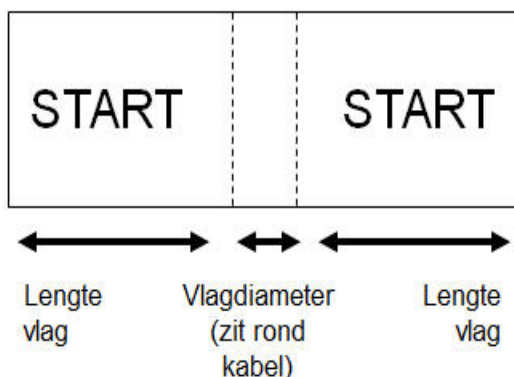 START START
Lengte vlag
Vlagdiameter
(zit rond
kabel)
Lengte
vlag